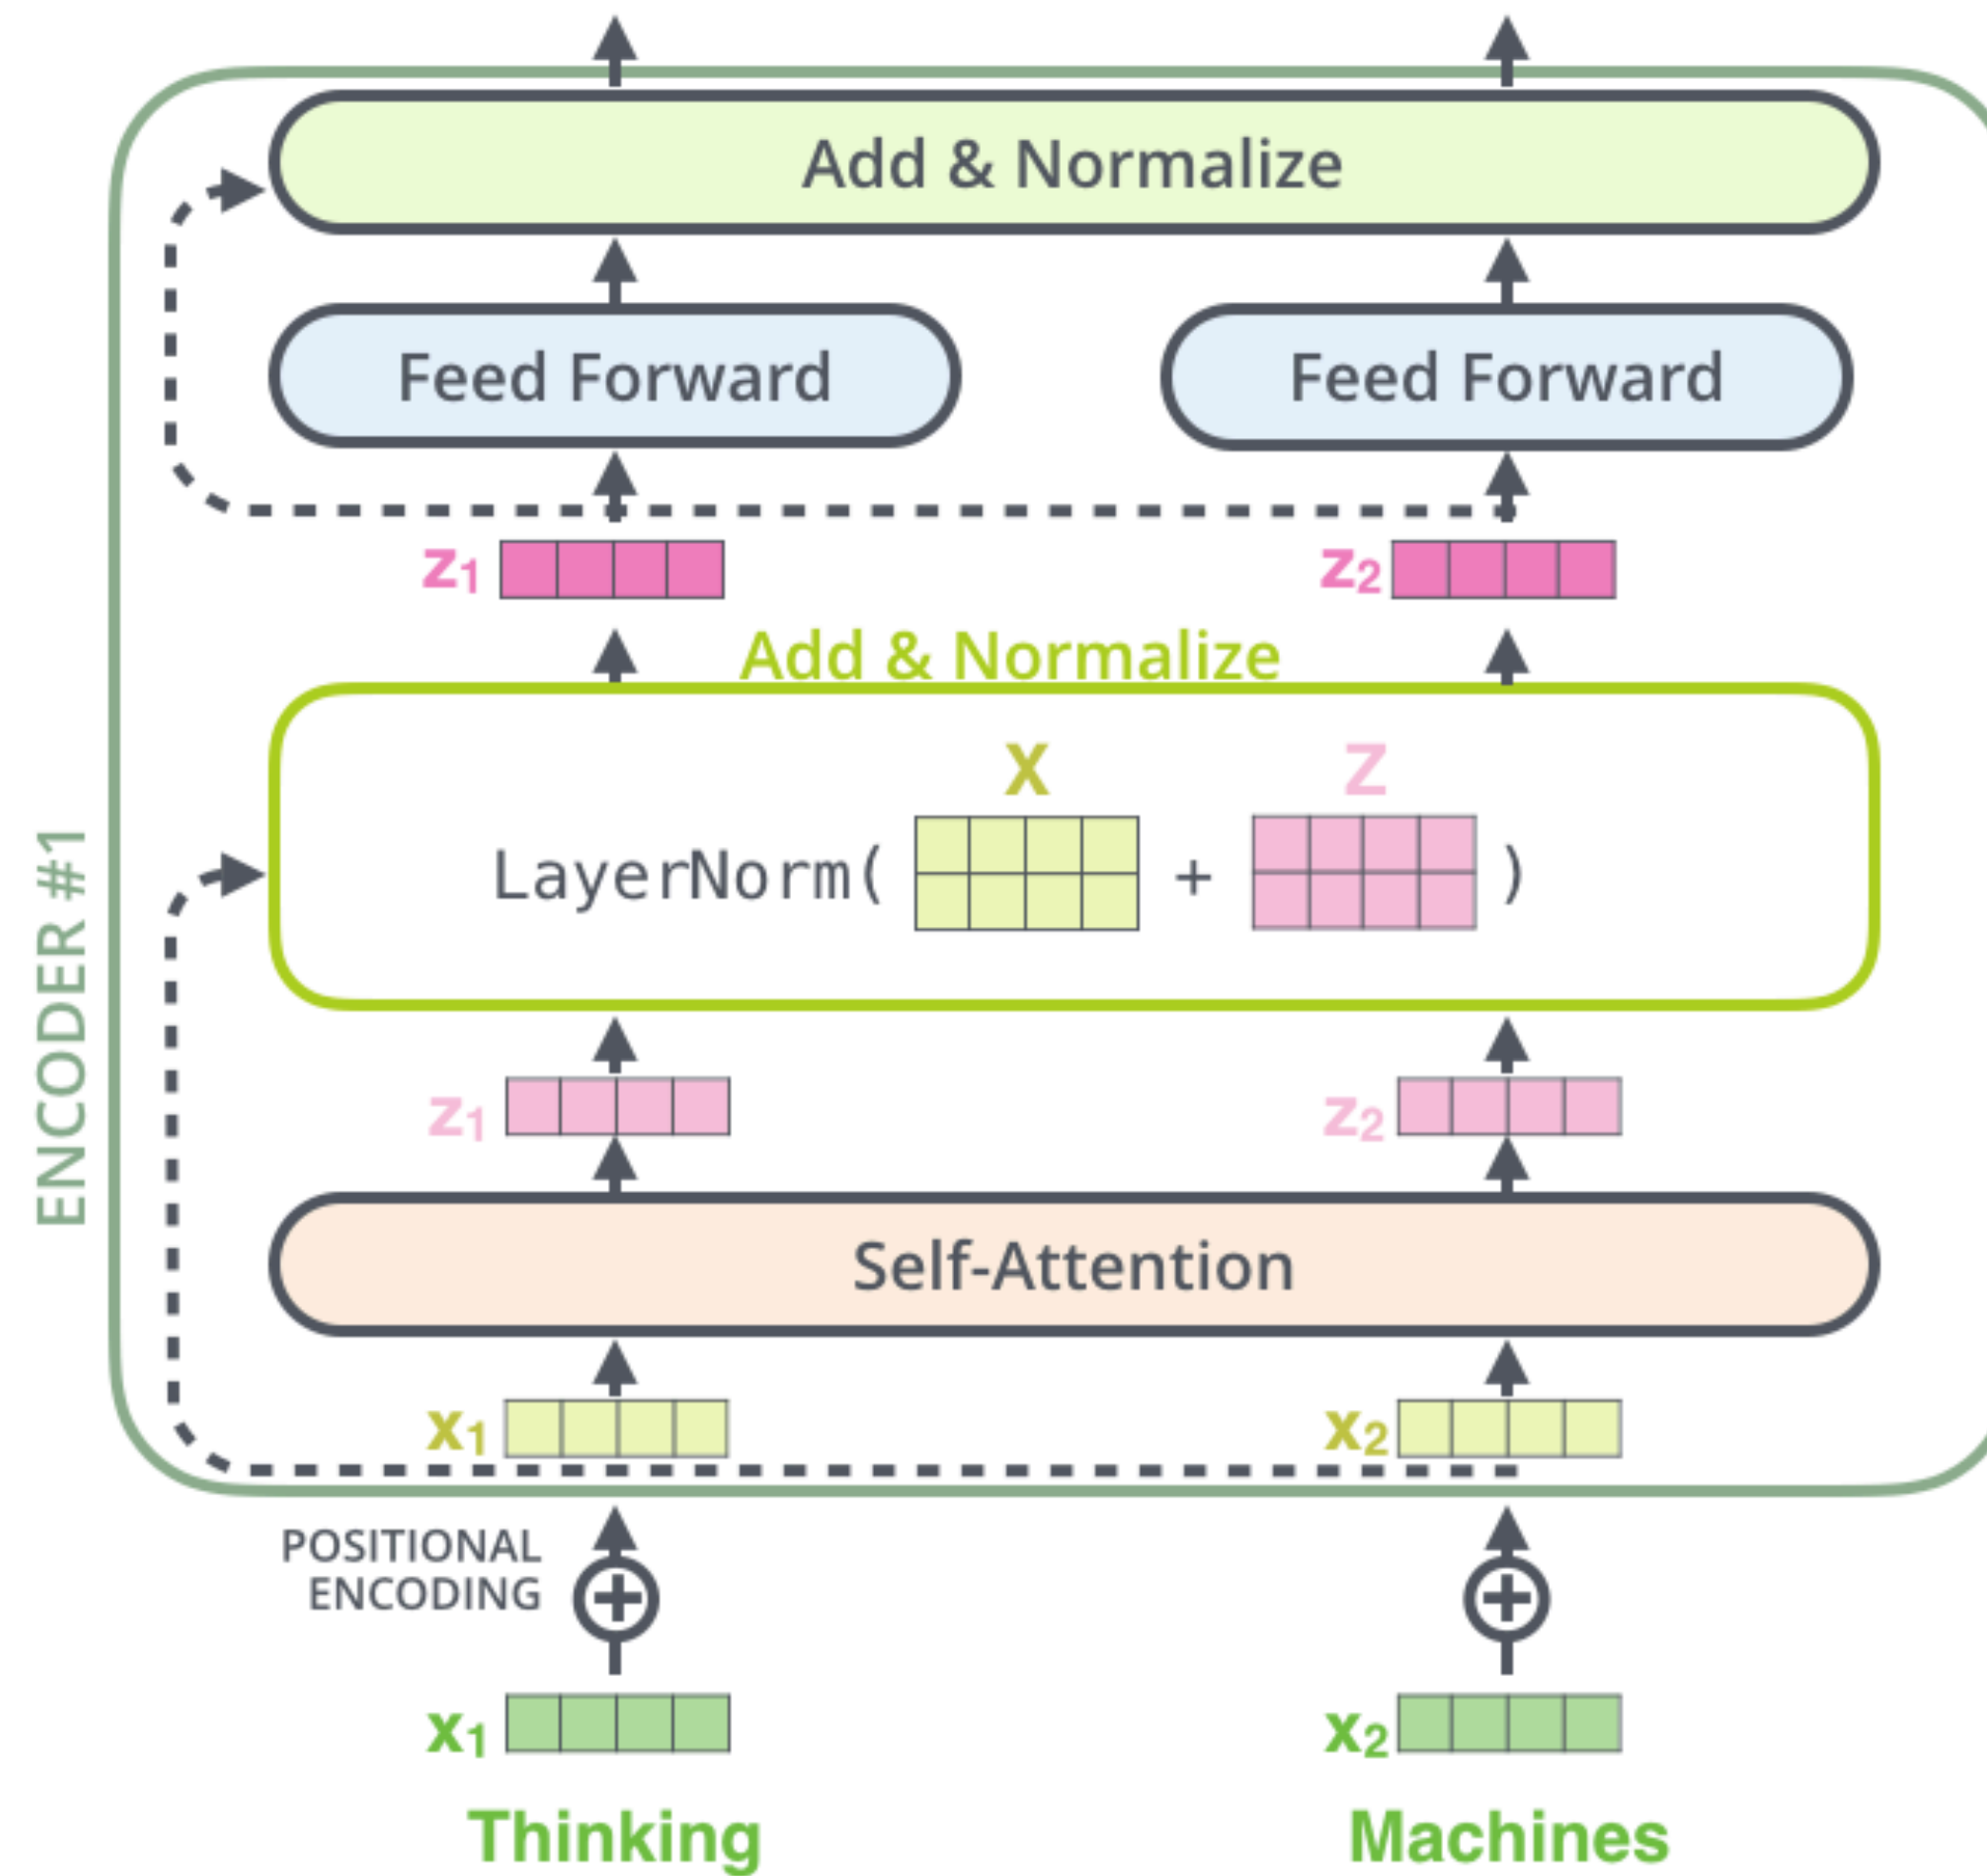 Add & Normalize
Feed Forward Feed Forward
z1 z2
Add & Normalize
X Z
LayerNorm( + )
ENCODER #1
z1 z2
Self-Attention
x1 x2
POSITIONAL
ENCODING
x1 x2
Thinking Machines